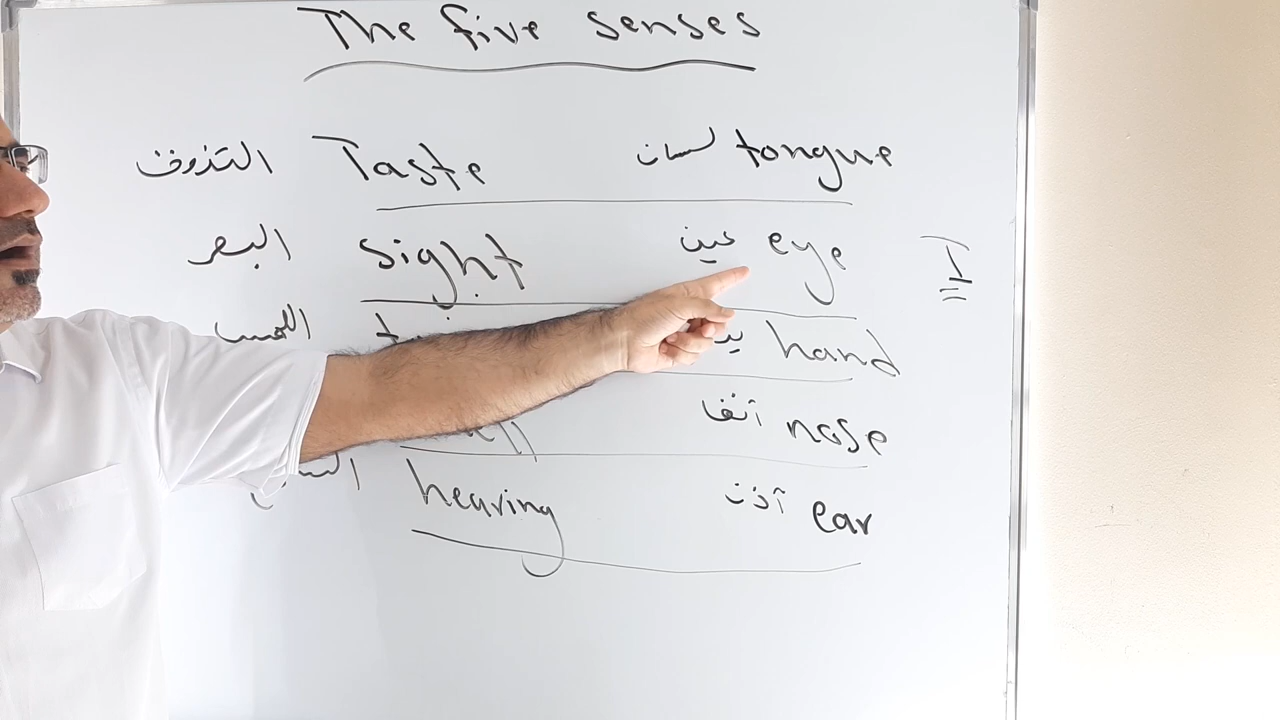 The five senses
التذوق Taste لسان tongue
البصر sight عين eye
اللمس يد hand
أنف nose
hearing أذن ear